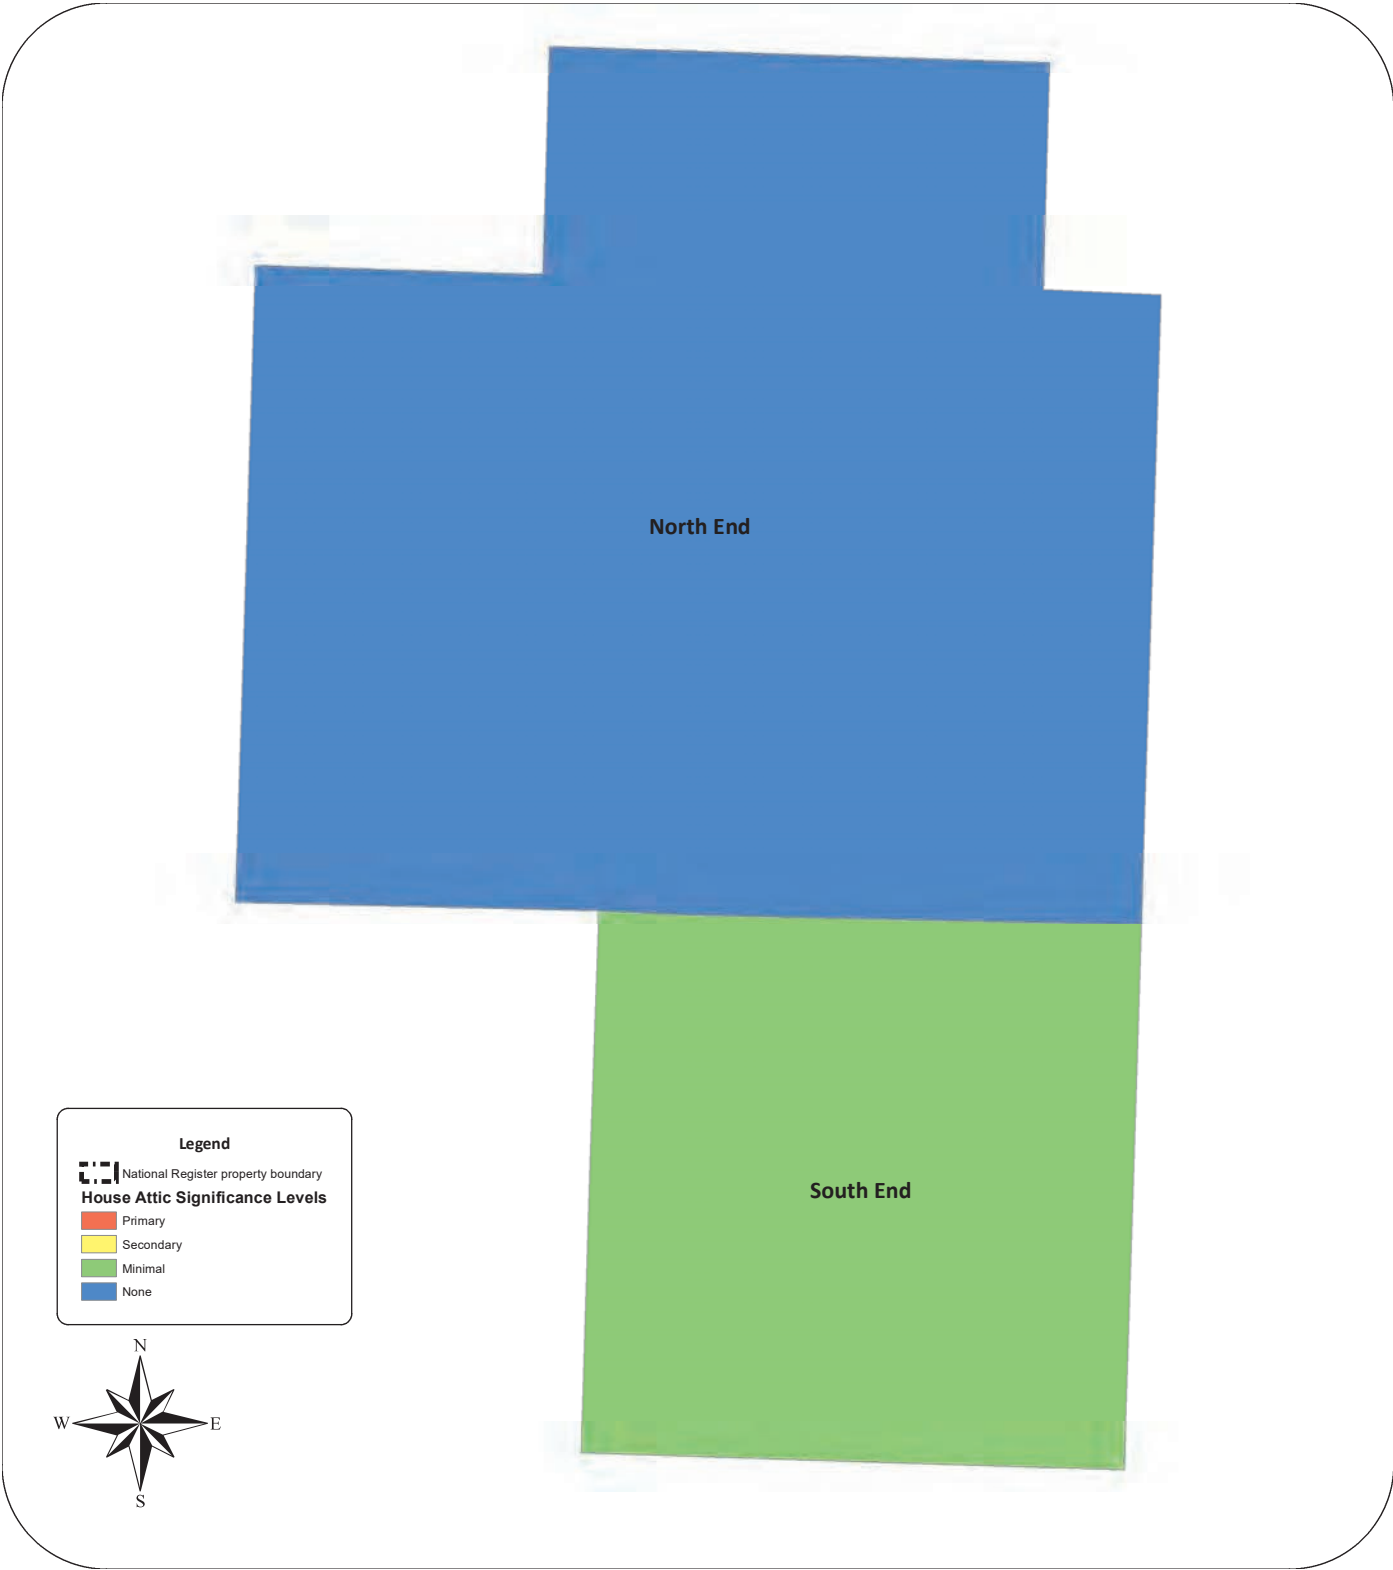 North End
South End
Legend
National Register property boundary
House Attic Significance Levels
Primary
Secondary
Minimal
None
N
W
E
S